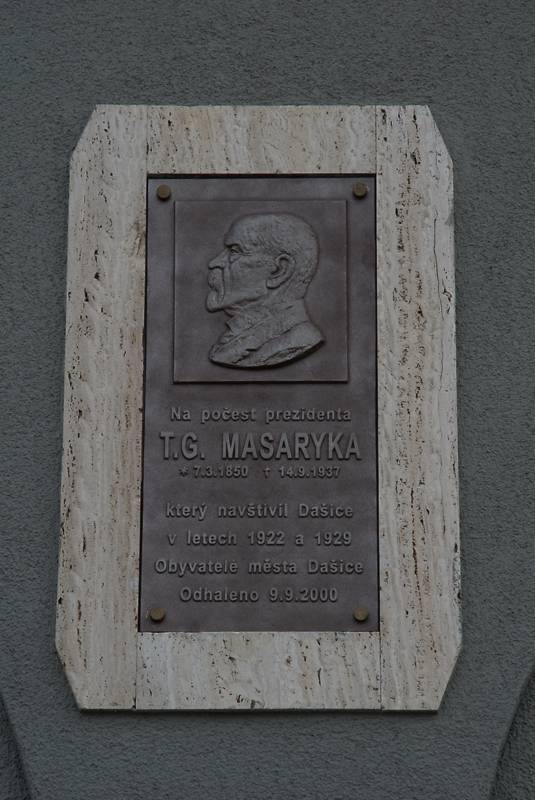 Na počest prezidenta
T.G. MASARYKA
* 7.3.1850 † 14.9.1937
který navštívil Dašice
v letech 1922 a 1929
Obyvatelé města Dašice
Odhaleno 9.9.2000